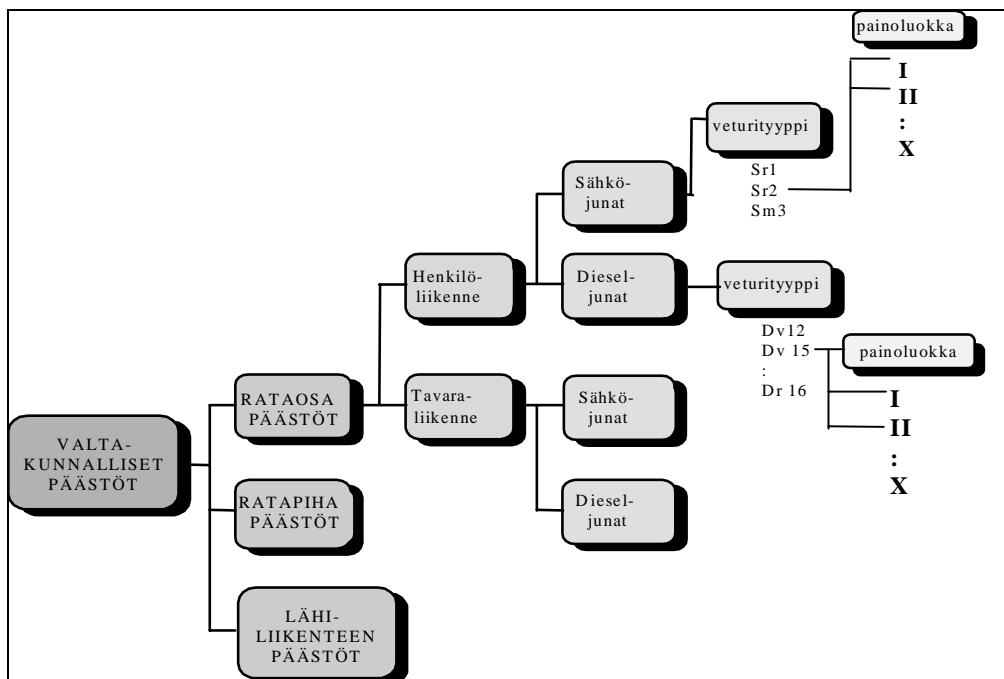 painoluokka
I
II
:
X
veturityyppi
Sr1
Sr2
Sm3
Sähkö-
junat
Henkilö-
liikenne
Diesel-
junat
veturityyppi
Dv12
Dv 15
:
Dr 16
painoluokka
I
II
:
X
RATAOSA
PÄÄSTÖT
Tavara-
liikenne
Sähkö-
junat
VALTA-
KUNNALLISET
PÄÄSTÖT
RATAPIHA
PÄÄSTÖT
Diesel-
junat
LÄHI-
LIIKENTEEN
PÄÄSTÖT